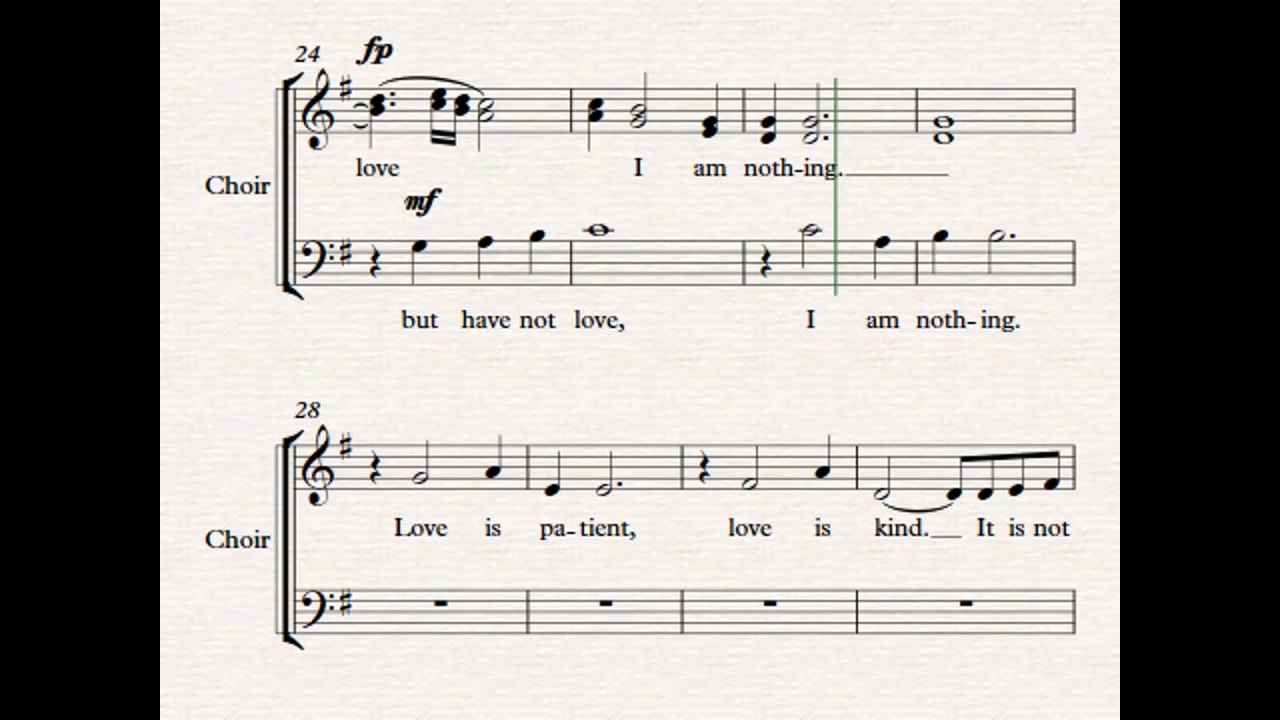 24 fp
love I am noth-ing.
Choir
mf
but have not love, I am noth-ing.
28
Love is pa-tient, love is kind. It is not
Choir